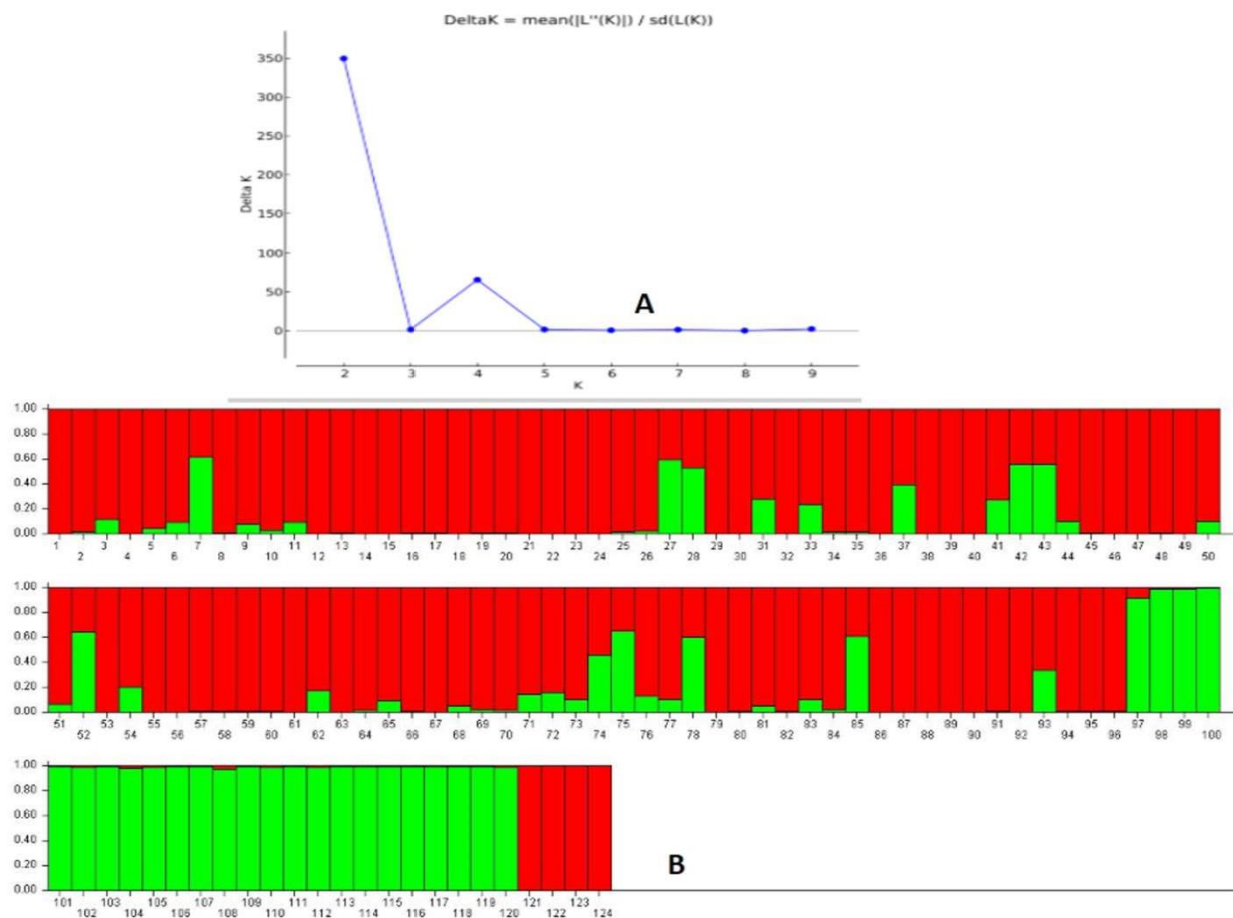 DeltaK = mean(|L''(K)|) / sd(L(K))
350
300
250
200
150
100
50
0
Delta K
A
2 3 4 5 6 7 8 9
K
1.00
0.80
0.60
0.40
0.20
0.00
1 3 5 7 9 11 13 15 17 19 21 23 25 27 29 31 33 35 37 39 41 43 45 47 49
2 4 6 8 10 12 14 16 18 20 22 24 26 28 30 32 34 36 38 40 42 44 46 48 50
1.00
0.80
0.60
0.40
0.20
0.00
51 53 55 57 59 61 63 65 67 69 71 73 75 77 79 81 83 85 87 89 91 93 95 97 99
52 54 56 58 60 62 64 66 68 70 72 74 76 78 80 82 84 86 88 90 92 94 96 98 100
1.00
0.80
0.60
0.40
0.20
0.00
B
101 103 105 107 109 111 113 115 117 119 121 123
102 104 106 108 110 112 114 116 118 120 122 124